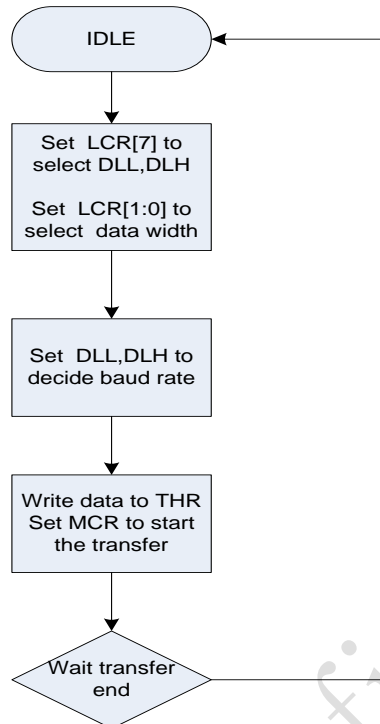 IDLE
Set LCR[7] to
select DLL,DLH
Set LCR[1:0] to
select data width
Set DLL,DLH to
decide baud rate
Write data to THR
Set MCR to start
the transfer
Wait transfer
end